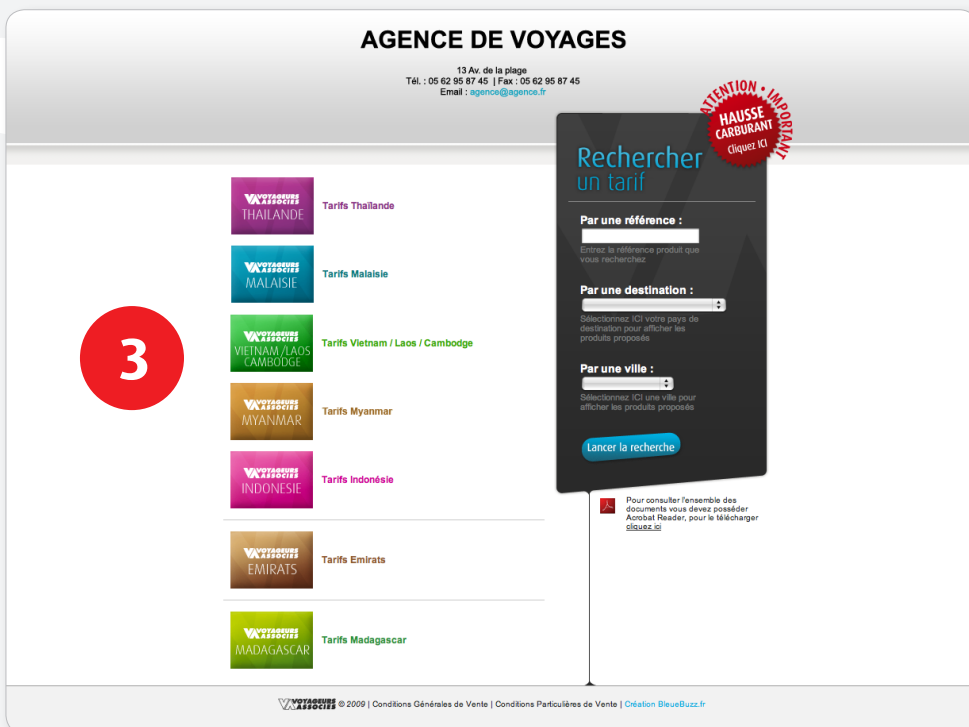 AGENCE DE VOYAGES
13 Av. de la plage
Tél. : 05 62 95 87 45 | Fax : 05 62 95 87 45
Email : agence@agence.fr
ATTENTION • IMPORTANT
HAUSSE
CARBURANT
Cliquez ICI
Rechercher
un tarif
Par une référence :
Entrez la référence produit que
vous recherchez
Par une destination :
Sélectionnez ICI votre pays de
destination pour afficher les
produits proposés
Par une ville :
Sélectionnez ICI une ville pour
afficher les produits proposés
Lancer la recherche
Pour consulter l'ensemble des
documents vous devez posséder
Acrobat Reader, pour le télécharger
cliquez ici
3
VOYAGEURS
ASSOCIES
THAILANDE
Tarifs Thaïlande
VOYAGEURS
ASSOCIES
MALAISIE
Tarifs Malaisie
VOYAGEURS
ASSOCIES
VIETNAM/LAOS
CAMBODGE
Tarifs Vietnam / Laos / Cambodge
VOYAGEURS
ASSOCIES
MYANMAR
Tarifs Myanmar
VOYAGEURS
ASSOCIES
INDONESIE
Tarifs Indonésie
VOYAGEURS
ASSOCIES
EMIRATS
Tarifs Emirats
VOYAGEURS
ASSOCIES
MADAGASCAR
Tarifs Madagascar
VOYAGEURS
ASSOCIES
© 2009 | Conditions Générales de Vente | Conditions Particulières de Vente | Création BleueBuzz.fr